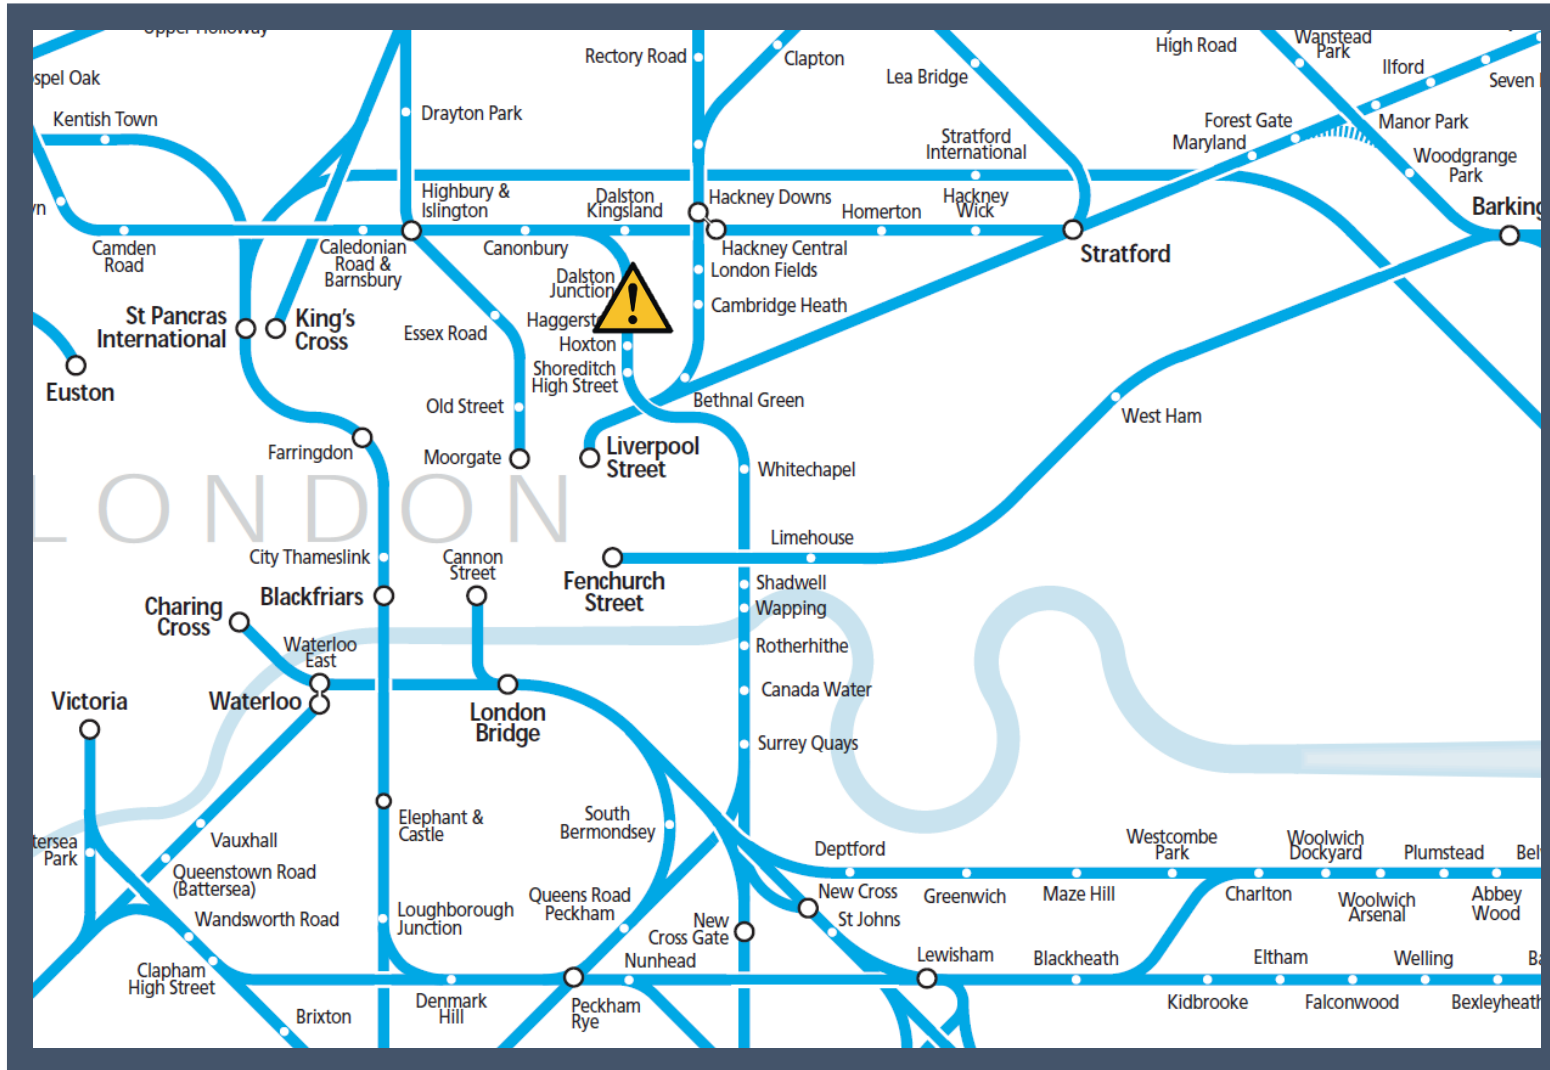 Upper Holloway
Rectory Road
Clapton
Lea Bridge
High Road
Wanstead
Park
Ilford
Seven
spel Oak
Kentish Town
Drayton Park
Stratford
International
Forest Gate
Maryland
Manor Park
Woodgrange
Park
Highbury &
Islington
Dalston
Kingsland
Hackney Downs
Homerton
Hackney
Wick
Barking
Camden
Road
Caledonian
Road &
Barnsbury
Canonbury
Hackney Central
Stratford
Dalston
Junction
London Fields
St Pancras
International
King's
Cross
Essex Road
Haggerst
Cambridge Heath
Hoxton
Shoreditch
High Street
Euston
Old Street
Bethnal Green
West Ham
Farringdon
Moorgate
Liverpool
Street
Whitechapel
LONDON
City Thameslink
Cannon
Street
Limehouse
Fenchurch
Street
Shadwell
Blackfriars
Charing
Cross
Wapping
Waterloo
East
Rotherhithe
Victoria
Waterloo
Canada Water
London
Bridge
Surrey Quays
tersea
Park
Vauxhall
Elephant &
Castle
South
Bermondsey
Deptford
Westcombe
Park
Woolwich
Dockyard
Plumstead
Bel
Queenstown Road
(Battersea)
Queens Road
Peckham
New Cross
Greenwich
Maze Hill
Charlton
Woolwich
Arsenal
Abbey
Wood
Wandsworth Road
Loughborough
Junction
New
Cross Gate
St Johns
Clapham
High Street
Nunhead
Lewisham
Blackheath
Eltham
Welling
Ba
Denmark
Hill
Peckham
Rye
Kidbrooke
Falconwood
Bexleyheath
Brixton